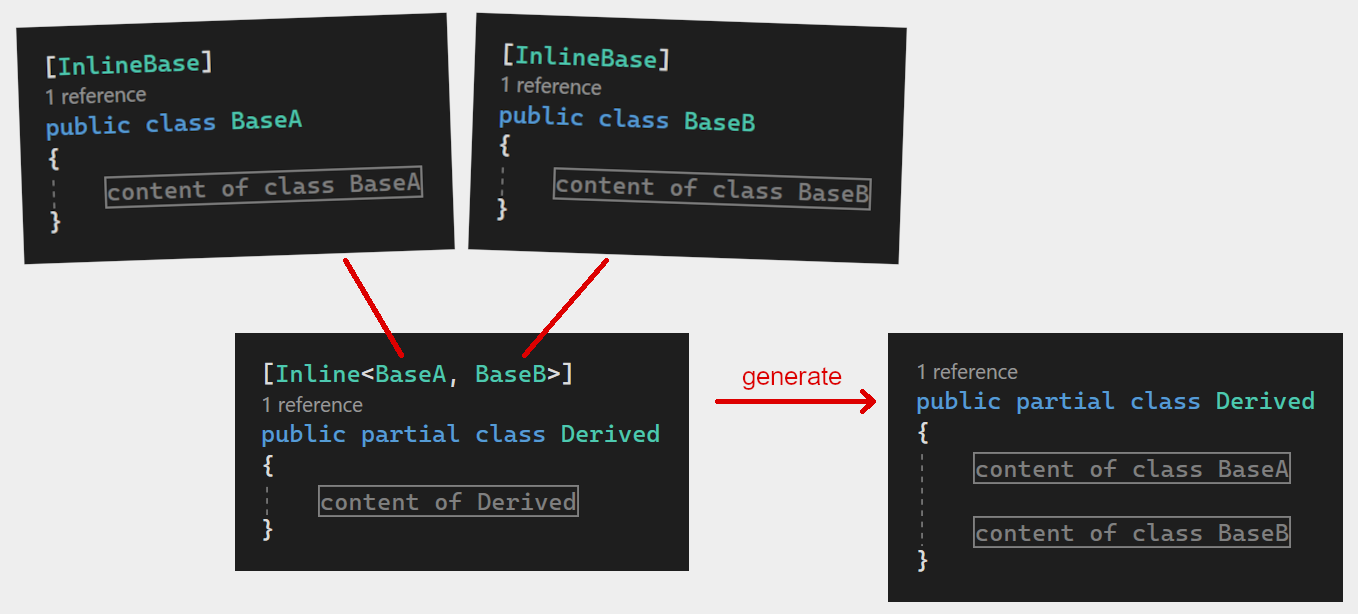 [InlineBase]
1 reference
public class BaseA
{
content of class BaseA
}
[InlineBase]
1 reference
public class BaseB
{
content of class BaseB
}
[Inline<BaseA, BaseB>]
1 reference
public partial class Derived
{
content of Derived
}
generate
1 reference
public partial class Derived
{
content of class BaseA
content of class BaseB
}